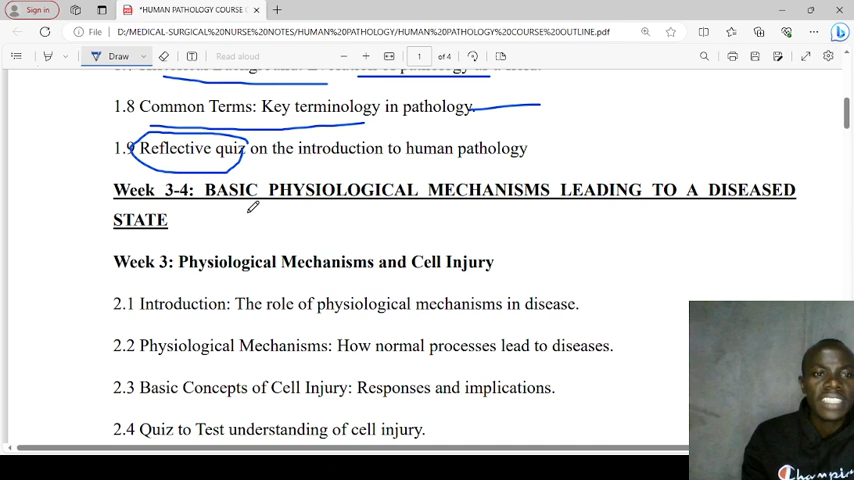 Sign in
*HUMAN PATHOLOGY COURSE
File
D:/MEDICAL-SURGICAL%20NURSE%20NOTES/HUMAN%20PATHOLOGY/HUMAN%20PATHOLOGY%20COURSE%20OUTLINE.pdf
Draw
Read aloud
1
of 4
1.8 Common Terms: Key terminology in pathology.
1.9 Reflective quiz on the introduction to human pathology
Week 3-4: BASIC PHYSIOLOGICAL MECHANISMS LEADING TO A DISEASED
STATE
Week 3: Physiological Mechanisms and Cell Injury
2.1 Introduction: The role of physiological mechanisms in disease.
2.2 Physiological Mechanisms: How normal processes lead to diseases.
2.3 Basic Concepts of Cell Injury: Responses and implications.
2.4 Quiz to Test understanding of cell injury.
Champi